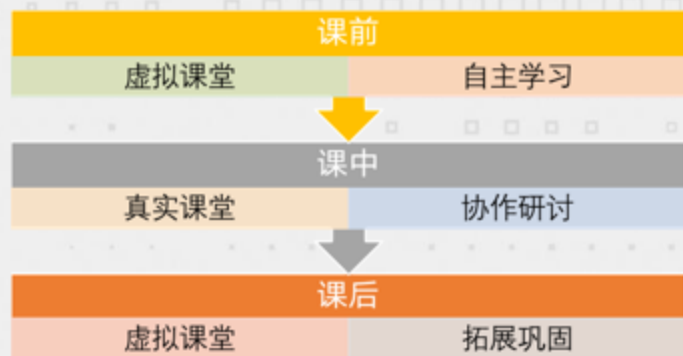 课前
虚拟课堂 自主学习
课中
真实课堂 协作研讨
课后
虚拟课堂 拓展巩固